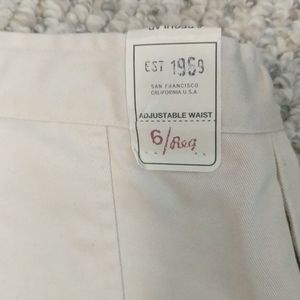 EST 1969
SAN FRANCISCO
CALIFORNIA U.S.A.
ADJUSTABLE WAIST
6/Reg